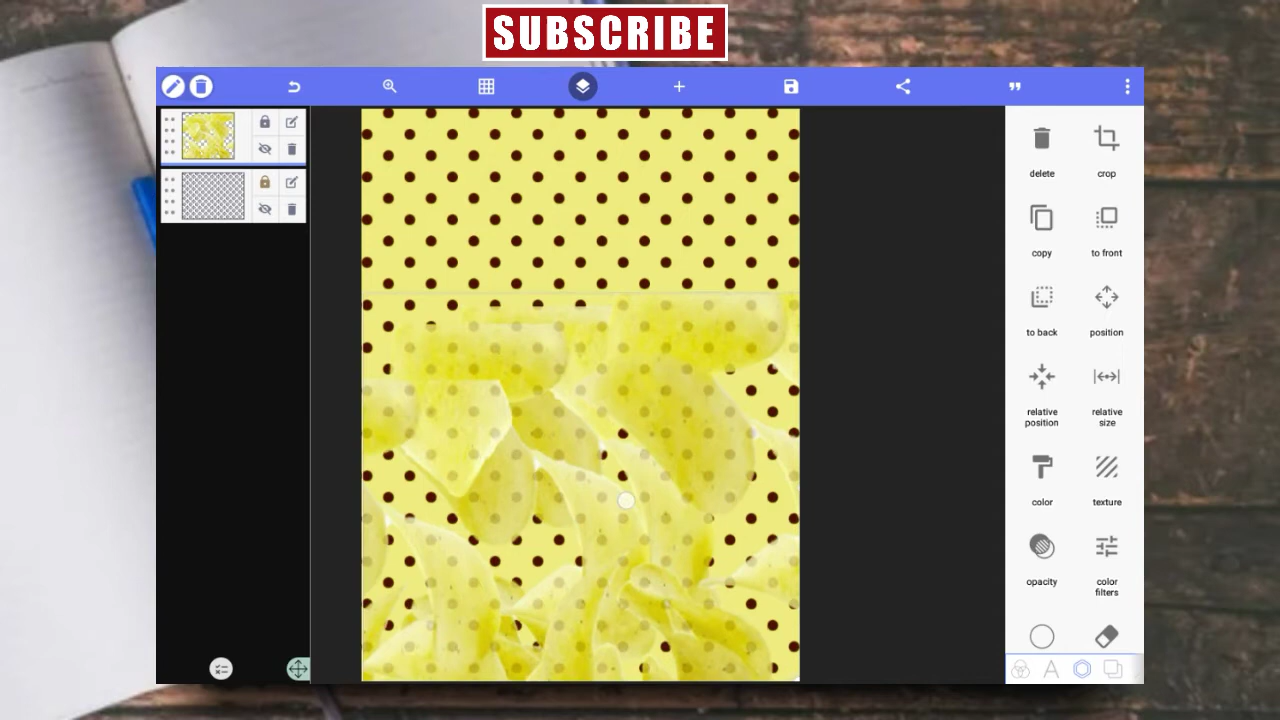 SUBSCRIBE
delete
crop
copy
to front
to back
position
relative
position
relative
size
color
texture
opacity
color
filters
A